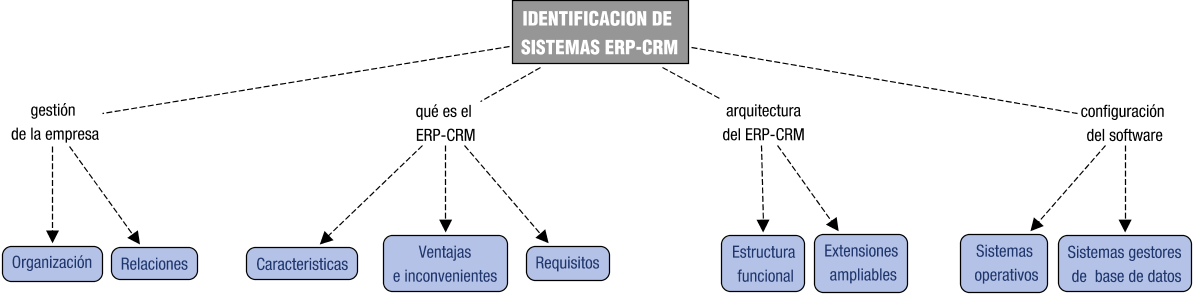 IDENTIFICACION DE
SISTEMAS ERP-CRM
gestión
de la empresa
qué es el
ERP-CRM
arquitectura
del ERP-CRM
configuración
del software
Organización
Relaciones
Caracteristicas
Ventajas
e inconvenientes
Requisitos
Estructura
funcional
Extensiones
ampliables
Sistemas
operativos
Sistemas gestores
de base de datos